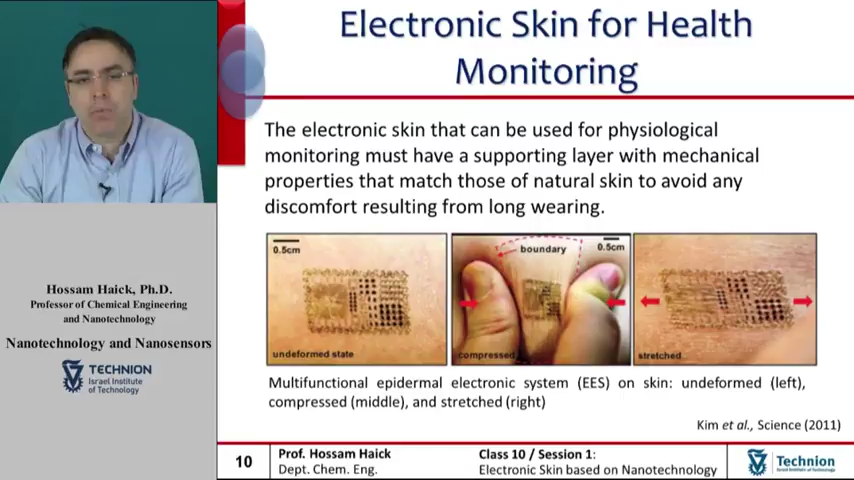 Electronic Skin for Health
Monitoring
The electronic skin that can be used for physiological
monitoring must have a supporting layer with mechanical
properties that match those of natural skin to avoid any
discomfort resulting from long wearing.
0.5cm
undeformed state
boundary
0.5cm
compressed
stretched
Multifunctional epidermal electronic system (EES) on skin: undeformed (left),
compressed (middle), and stretched (right)
Kim et al., Science (2011)
Hossam Haick, Ph.D.
Professor of Chemical Engineering
and Nanotechnology
Nanotechnology and Nanosensors
TECHNION
Israel Institute
of Technology
10
Prof. Hossam Haick
Dept. Chem. Eng.
Class 10 / Session 1:
Electronic Skin based on Nanotechnology
Technion
Israel Institute of Technology